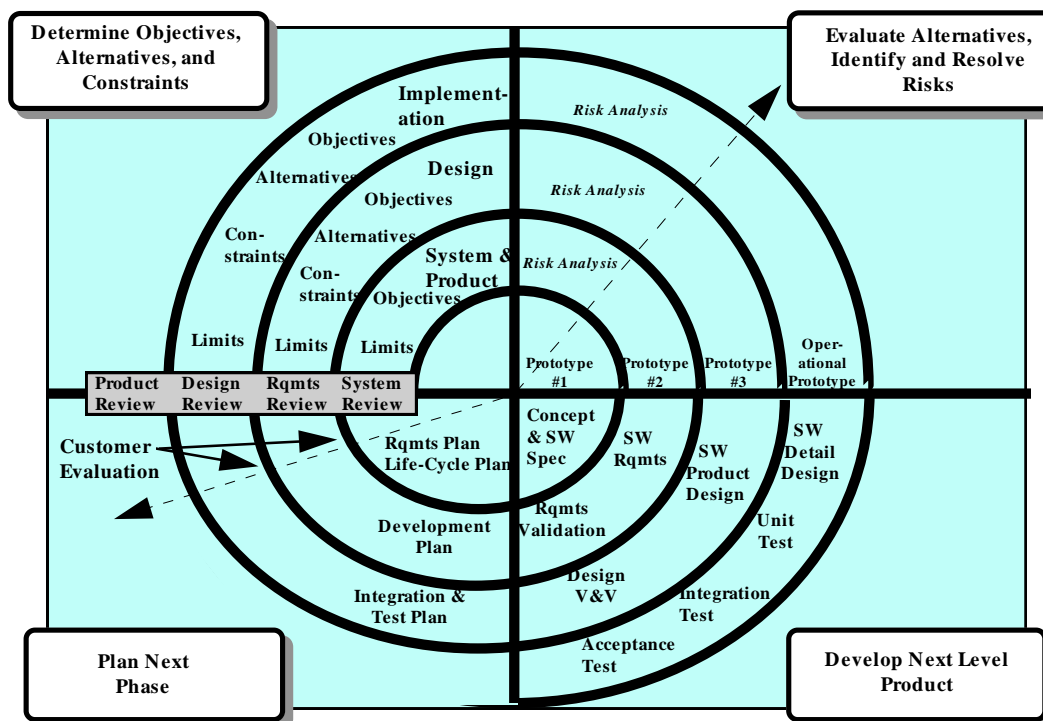 Determine Objectives,
Alternatives, and
Constraints
Evaluate Alternatives,
Identify and Resolve
Risks
Implement-
ation
Objectives
Alternatives
Con-
straints
Limits
Design
Objectives
Alternatives
Con-
straints
Limits
System &
Product
Objectives
Limits
Risk Analysis
Risk Analysis
Risk Analysis
Prototype
#1
Prototype
#2
Prototype
#3
Oper-
ational
Prototype
Product
Review
Design
Review
Rqmts
Review
System
Review
Customer
Evaluation
Rqmts Plan
Life-Cycle Plan
Development
Plan
Integration &
Test Plan
Concept
& SW
Spec
SW
Rqmts
SW
Product
Design
SW
Detail
Design
Rqmts
Validation
Design
V&V
Unit
Test
Integration
Test
Acceptance
Test
Plan Next
Phase
Develop Next Level
Product